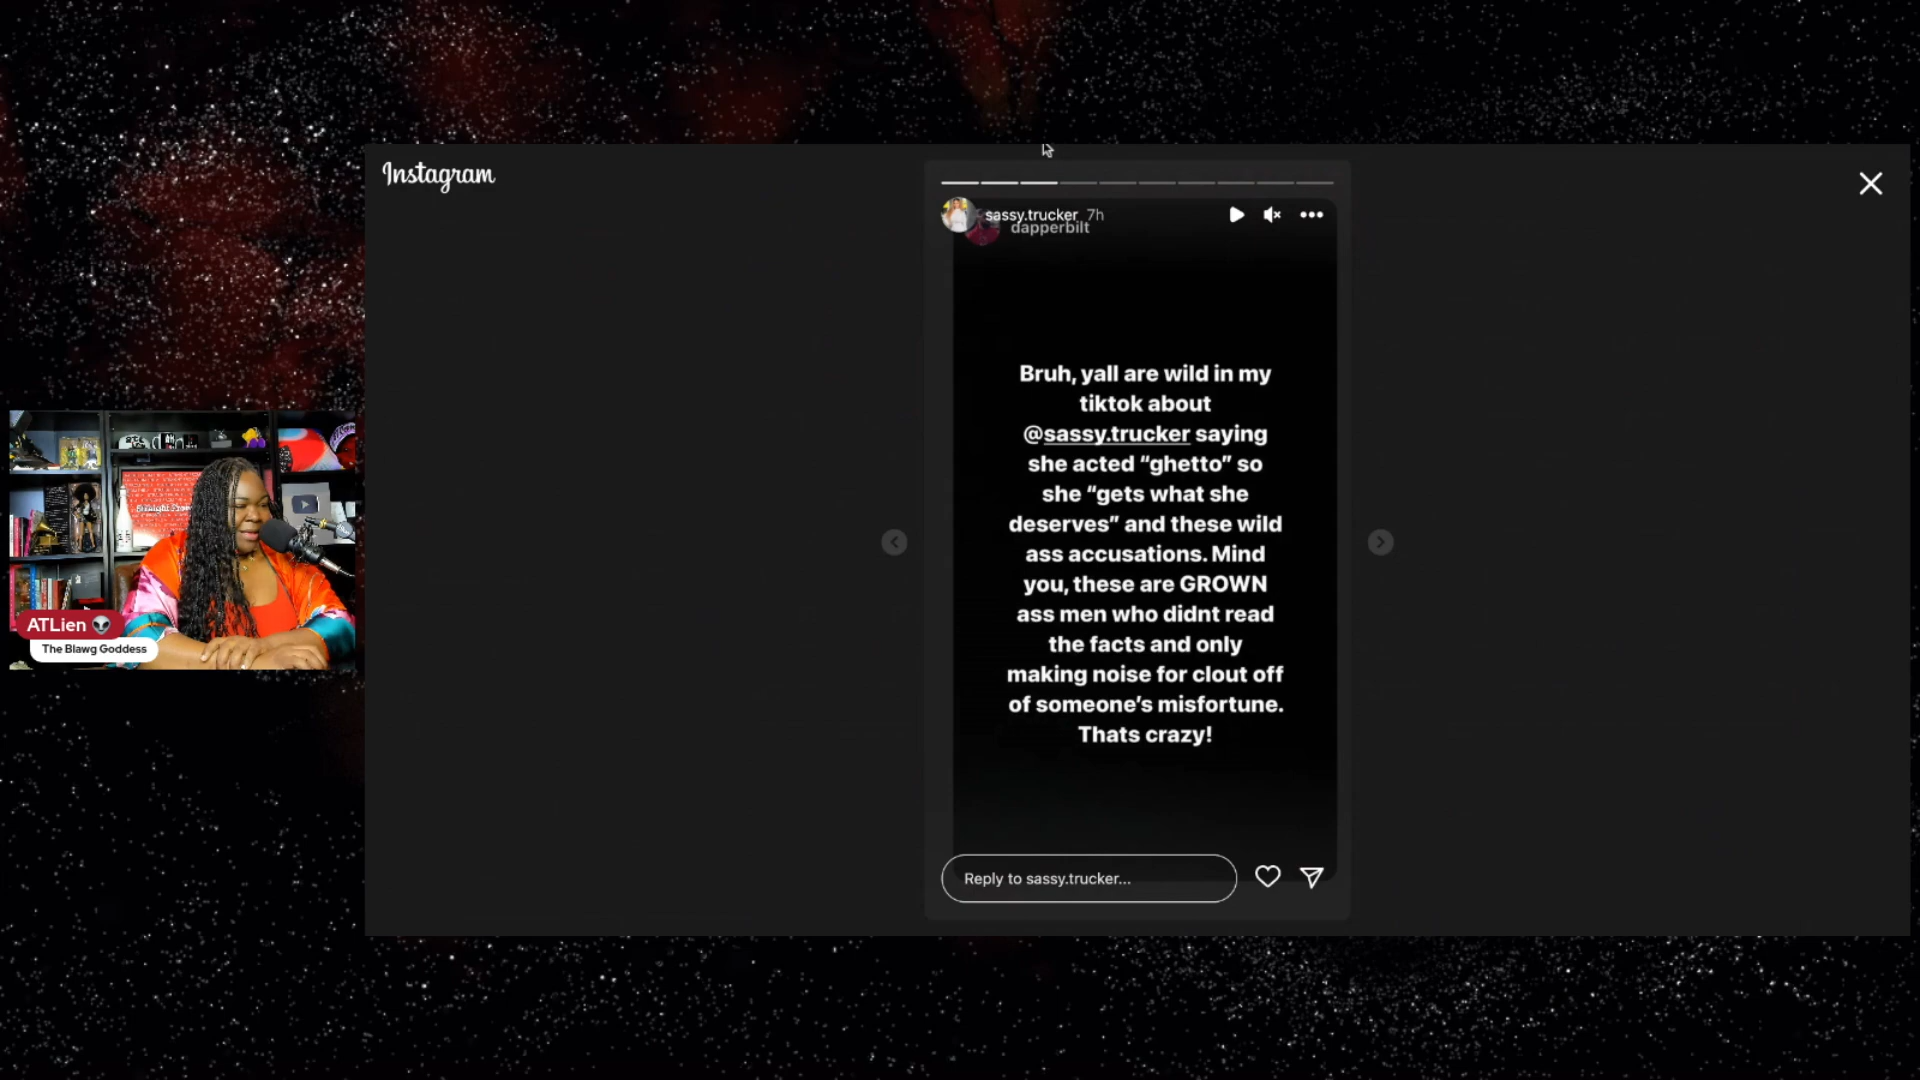 Instagram
sassy.trucker 7h
dapperbilt
Bruh, yall are wild in my
tiktok about
@sassy.trucker saying
she acted “ghetto” so
she “gets what she
deserves” and these wild
ass accusations. Mind
you, these are GROWN
ass men who didnt read
the facts and only
making noise for clout off
of someone’s misfortune.
Thats crazy!
Reply to sassy.trucker...
ATLien 👽
The Blawg Goddess